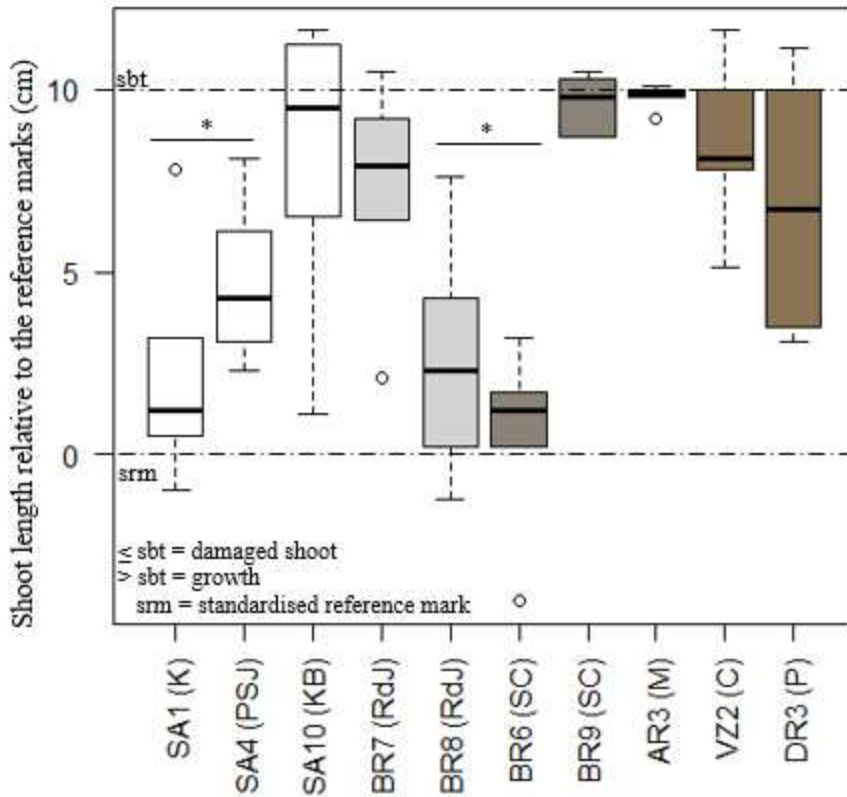 Shoot length relative to the reference marks (cm)
10
5
0
sbt
*
*
srm
≤ sbt = damaged shoot
> sbt = growth
srm = standardised reference mark
SA1 (K)
SA4 (PSJ)
SA10 (KB)
BR7 (RdJ)
BR8 (RdJ)
BR6 (SC)
BR9 (SC)
AR3 (M)
VZ2 (C)
DR3 (P)